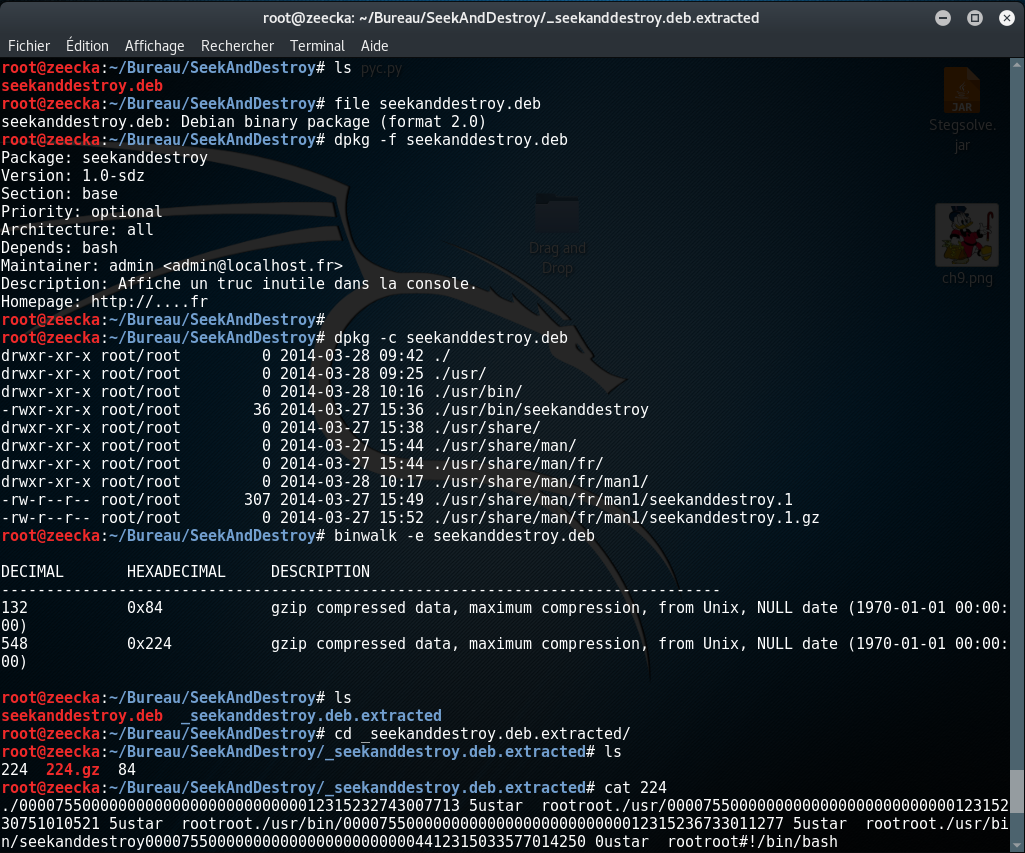 root@zeecka: ~/Bureau/SeekAndDestroy/_seekanddestroy.deb.extracted
Fichier Édition Affichage Rechercher Terminal Aide
root@zeecka:~/Bureau/SeekAndDestroy# ls
pyc.py
seekanddestroy.deb
root@zeecka:~/Bureau/SeekAndDestroy# file seekanddestroy.deb
seekanddestroy.deb: Debian binary package (format 2.0)
root@zeecka:~/Bureau/SeekAndDestroy# dpkg -f seekanddestroy.deb
Package: seekanddestroy
Version: 1.0-sdz
Section: base
Priority: optional
Architecture: all
Depends: bash
Maintainer: admin <admin@localhost.fr>
Description: Affiche un truc inutile dans la console.
Homepage: http://....fr
root@zeecka:~/Bureau/SeekAndDestroy#
root@zeecka:~/Bureau/SeekAndDestroy# dpkg -c seekanddestroy.deb
drwxr-xr-x root/root         0 2014-03-28 09:42 ./
drwxr-xr-x root/root         0 2014-03-28 09:25 ./usr/
drwxr-xr-x root/root         0 2014-03-28 10:16 ./usr/bin/
-rwxr-xr-x root/root        36 2014-03-27 15:36 ./usr/bin/seekanddestroy
drwxr-xr-x root/root         0 2014-03-27 15:38 ./usr/share/
drwxr-xr-x root/root         0 2014-03-27 15:44 ./usr/share/man/
drwxr-xr-x root/root         0 2014-03-27 15:44 ./usr/share/man/fr/
drwxr-xr-x root/root         0 2014-03-28 10:17 ./usr/share/man/fr/man1/
-rw-r--r-- root/root       307 2014-03-27 15:49 ./usr/share/man/fr/man1/seekanddestroy.1
-rw-r--r-- root/root         0 2014-03-27 15:52 ./usr/share/man/fr/man1/seekanddestroy.1.gz
root@zeecka:~/Bureau/SeekAndDestroy# binwalk -e seekanddestroy.deb
DECIMAL       HEXADECIMAL     DESCRIPTION
--------------------------------------------------------------------------------
132           0x84            gzip compressed data, maximum compression, from Unix, NULL date (1970-01-01 00:00:
00)
548           0x224           gzip compressed data, maximum compression, from Unix, NULL date (1970-01-01 00:00:
00)
root@zeecka:~/Bureau/SeekAndDestroy# ls
seekanddestroy.deb  _seekanddestroy.deb.extracted
root@zeecka:~/Bureau/SeekAndDestroy# cd _seekanddestroy.deb.extracted/
root@zeecka:~/Bureau/SeekAndDestroy/_seekanddestroy.deb.extracted# ls
224  224.gz  84
root@zeecka:~/Bureau/SeekAndDestroy/_seekanddestroy.deb.extracted# cat 224
./0000755000000000000000000000000012315232743007713 5ustar  rootroot./usr/0000755000000000000000000000000123152
30751010521 5ustar  rootroot./usr/bin/0000755000000000000000000000000012315236733011277 5ustar  rootroot./usr/bi
n/seekanddestroy0000755000000000000000000000004412315033577014250 0ustar  rootroot#!/bin/bash
JAR
Stegsolve.
jar
Drag and
Drop
ch9.png